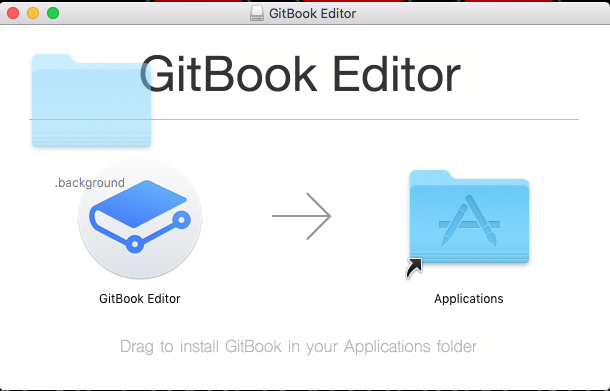 GitBook Editor
GitBook Editor
.background
GitBook Editor
Applications
Drag to install GitBook in your Applications folder